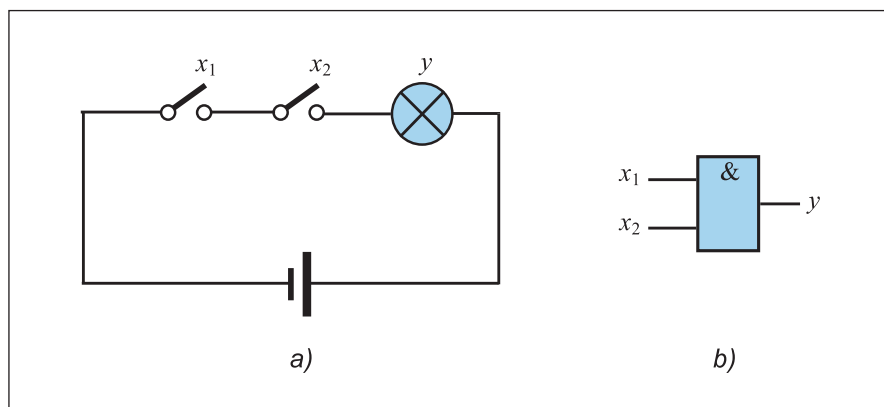 x₁ x₂ y
&
x₁
x₂ y
a) b)